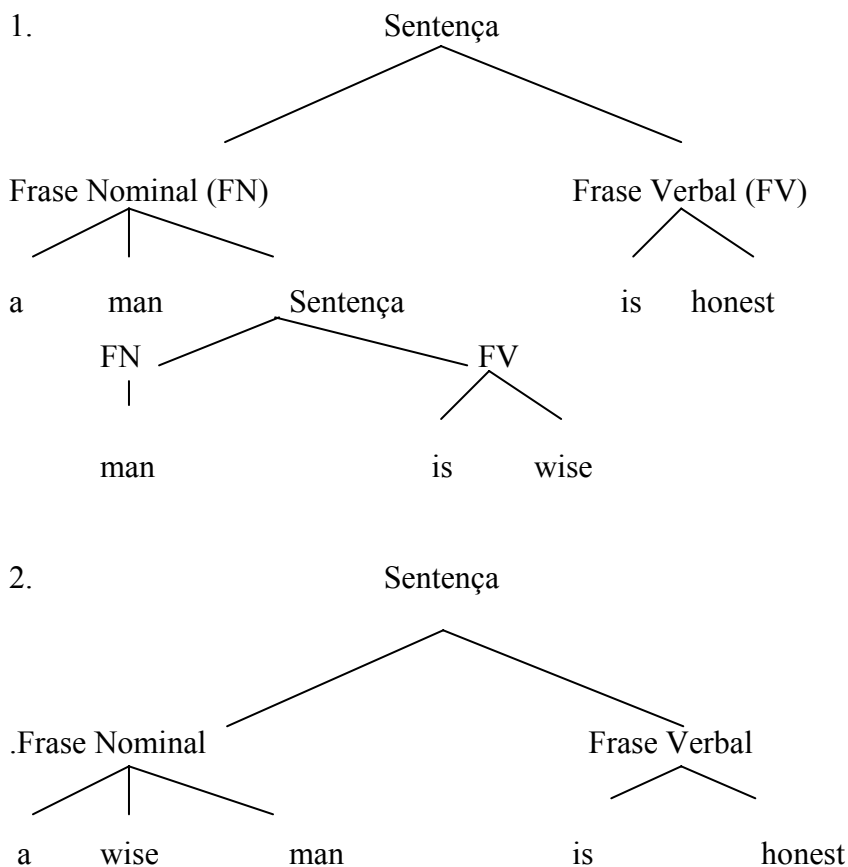 1. Sentença
Frase Nominal (FN) Frase Verbal (FV)
a man Sentença is honest
FN FV
man is wise
2. Sentença
.Frase Nominal Frase Verbal
a wise man is honest